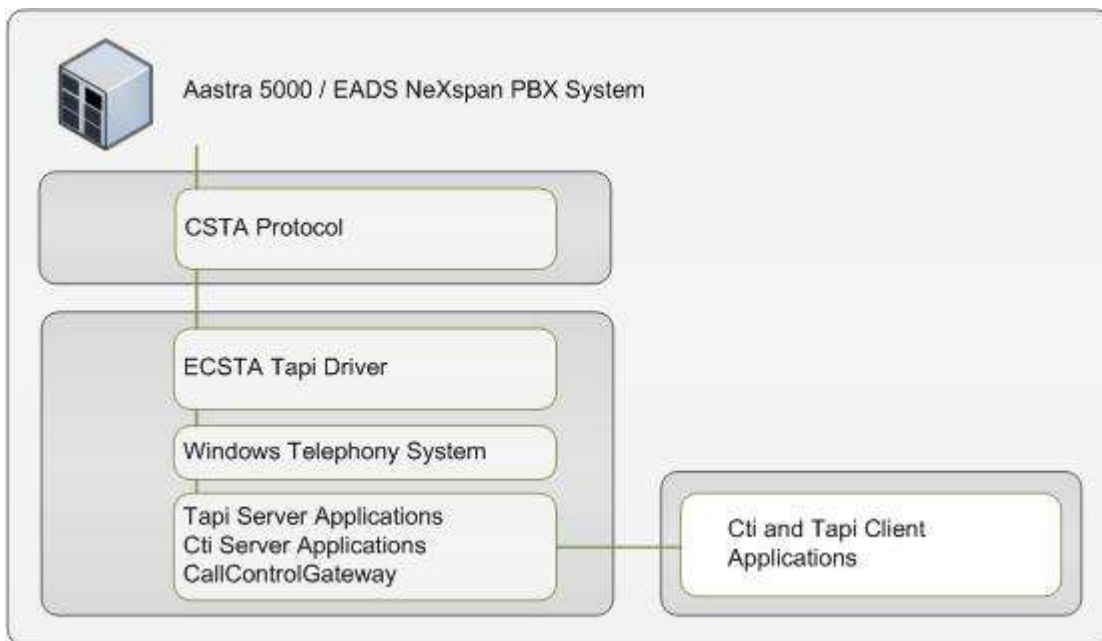 Aastra 5000 / EADS NeXspan PBX System
CSTA Protocol
ECSTA Tapi Driver
Windows Telephony System
Tapi Server Applications
Cti Server Applications
CallControlGateway
Cti and Tapi Client
Applications